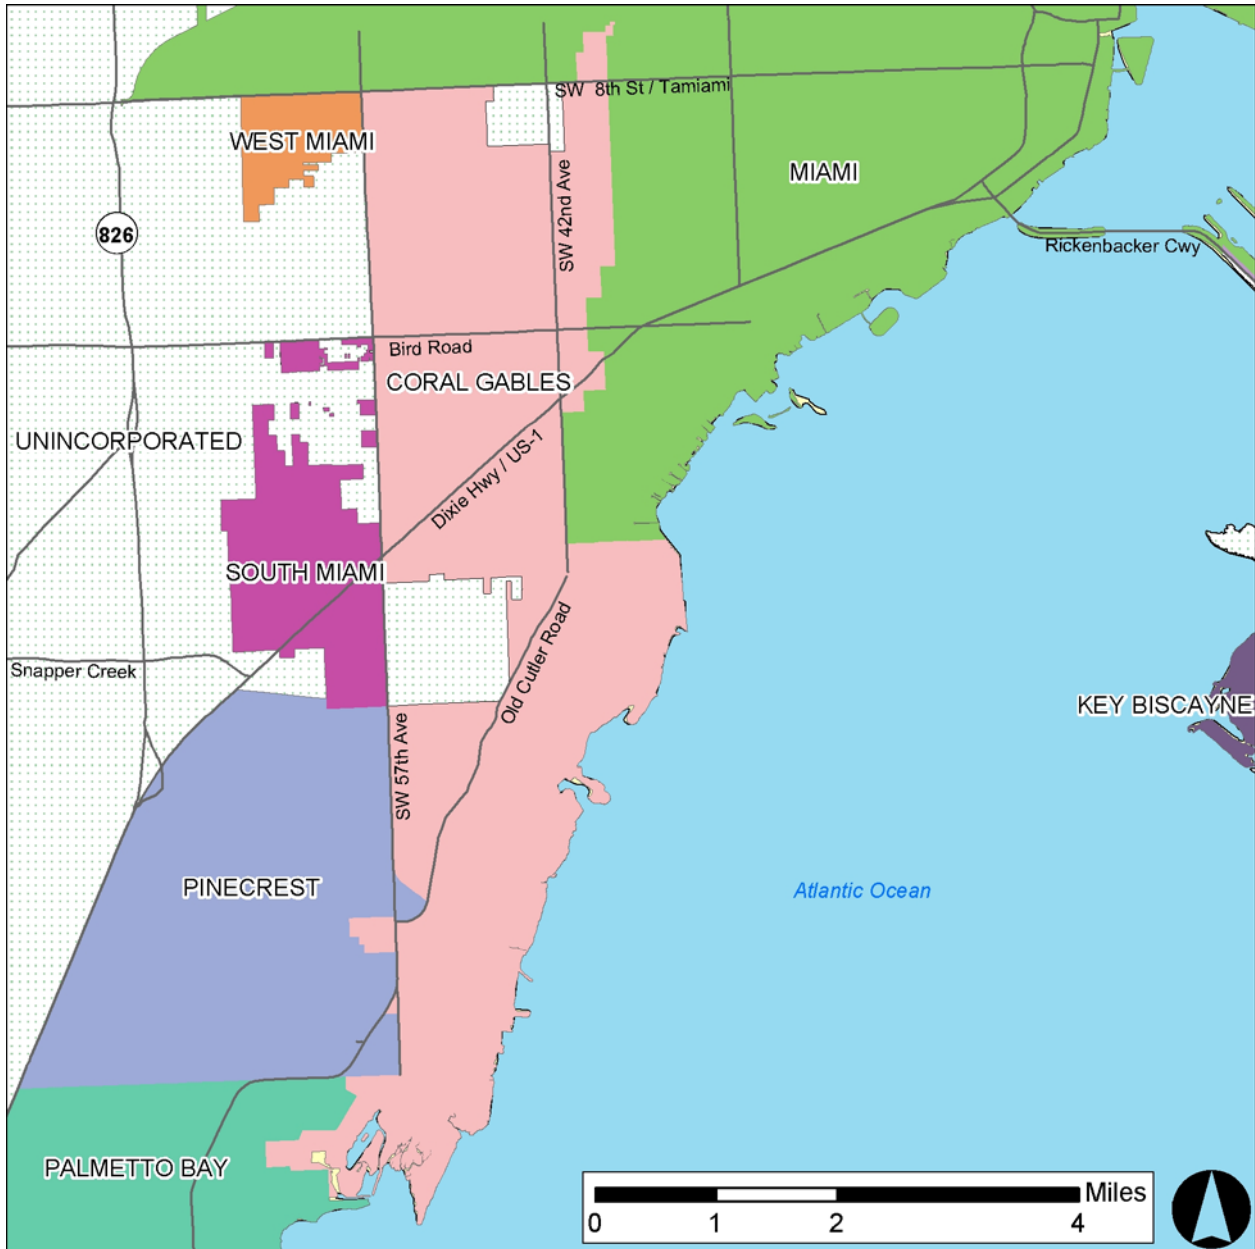 SW 8th St / Tamiami
WEST MIAMI
MIAMI
SW 42nd Ave
826
Rickenbacker Cwy
Bird Road
CORAL GABLES
UNINCORPORATED
Dixie Hwy / US-1
SOUTH MIAMI
Snapper Creek
Old Cutler Road
KEY BISCAYNE
SW 57th Ave
PINECREST
Atlantic Ocean
PALMETTO BAY
Miles
0 1 2 4